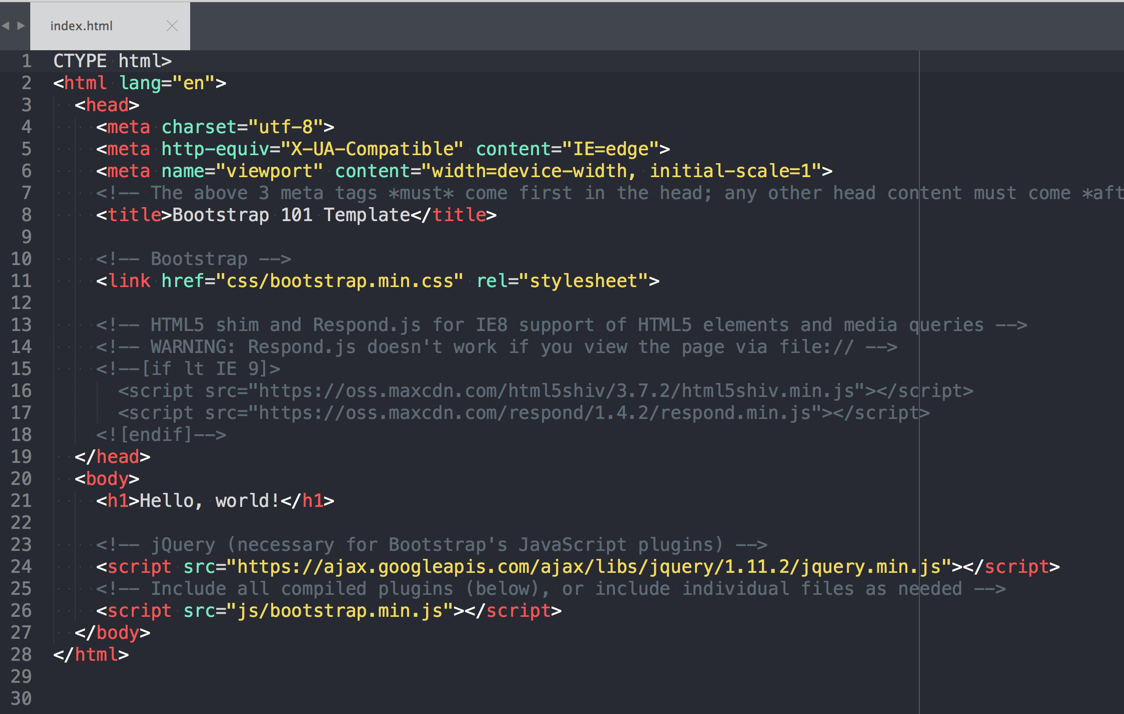 index.html
1 CTYPE html>
2 <html lang="en">
3 <head>
4 <meta charset="utf-8">
5 <meta http-equiv="X-UA-Compatible" content="IE=edge">
6 <meta name="viewport" content="width=device-width, initial-scale=1">
7 <!-- The above 3 meta tags *must* come first in the head; any other head content must come *aft
8 <title>Bootstrap 101 Template</title>
9
10 <!-- Bootstrap -->
11 <link href="css/bootstrap.min.css" rel="stylesheet">
12
13 <!-- HTML5 shim and Respond.js for IE8 support of HTML5 elements and media queries -->
14 <!-- WARNING: Respond.js doesn't work if you view the page via file:// -->
15 <!--[if lt IE 9]>
16 <script src="https://oss.maxcdn.com/html5shiv/3.7.2/html5shiv.min.js"></script>
17 <script src="https://oss.maxcdn.com/respond/1.4.2/respond.min.js"></script>
18 <![endif]-->
19 </head>
20 <body>
21 <h1>Hello, world!</h1>
22
23 <!-- jQuery (necessary for Bootstrap's JavaScript plugins) -->
24 <script src="https://ajax.googleapis.com/ajax/libs/jquery/1.11.2/jquery.min.js"></script>
25 <!-- Include all compiled plugins (below), or include individual files as needed -->
26 <script src="js/bootstrap.min.js"></script>
27 </body>
28 </html>
29
30